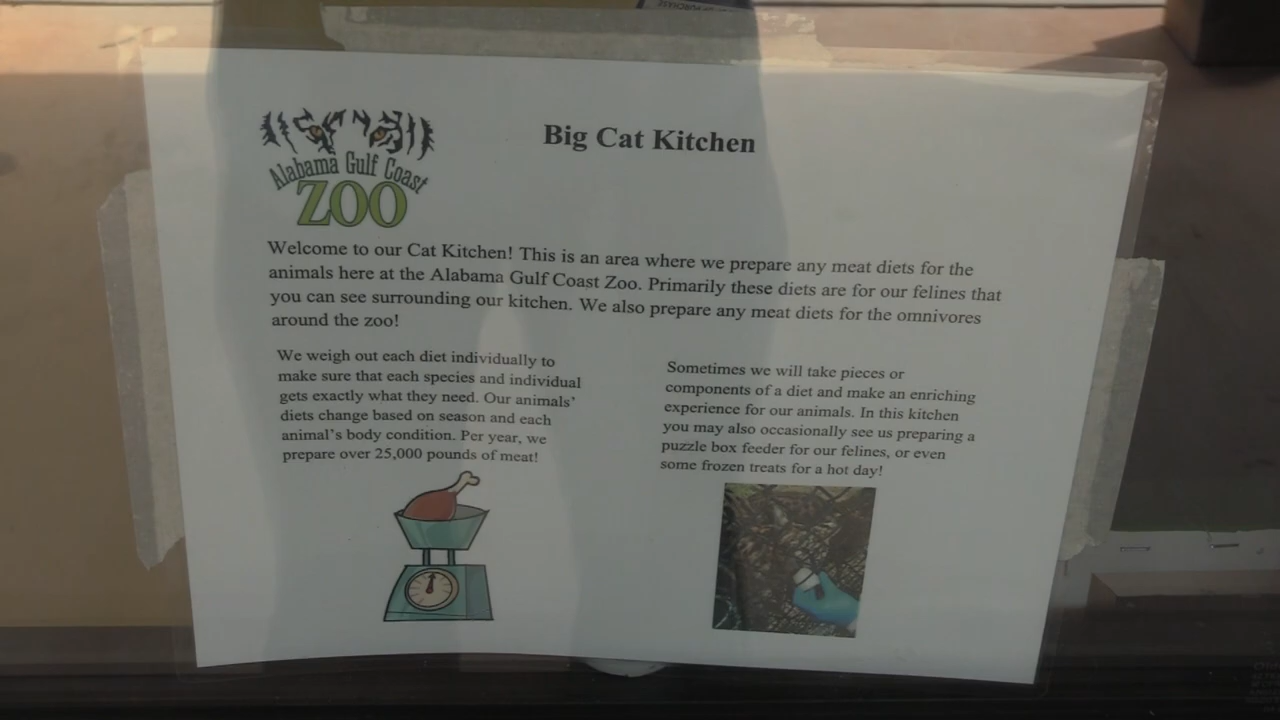 Big Cat Kitchen
Alabama Gulf Coast
ZOO
Welcome to our Cat Kitchen! This is an area where we prepare any meat diets for the
animals here at the Alabama Gulf Coast Zoo. Primarily these diets are for our felines that
you can see surrounding our kitchen. We also prepare any meat diets for the omnivores
around the zoo!
We weigh out each diet individually to
make sure that each species and individual
gets exactly what they need. Our animals'
diets change based on season and each
animal's body condition. Per year, we
prepare over 25,000 pounds of meat!
Sometimes we will take pieces or
components of a diet and make an enriching
experience for our animals. In this kitchen
you may also occasionally see us preparing a
puzzle box feeder for our felines, or even
some frozen treats for a hot day!